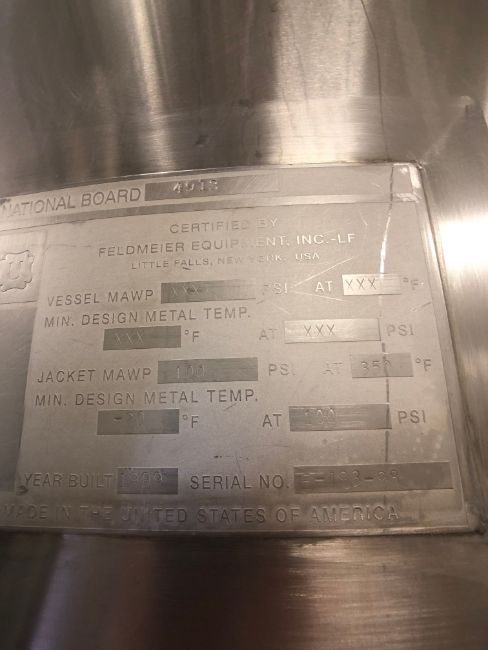 NATIONAL BOARD 4913
CERTIFIED BY
FELDMEIER EQUIPMENT, INC.-LF
LITTLE FALLS, NEW YORK, USA
U
VESSEL MAWP XXX PSI AT XXX °F
MIN. DESIGN METAL TEMP.
XXX °F AT XXX PSI
JACKET MAWP 100 PSI AT 350 °F
MIN. DESIGN METAL TEMP.
-20 °F AT 100 PSI
YEAR BUILT SERIAL NO.
MADE IN THE UNITED STATES OF AMERICA